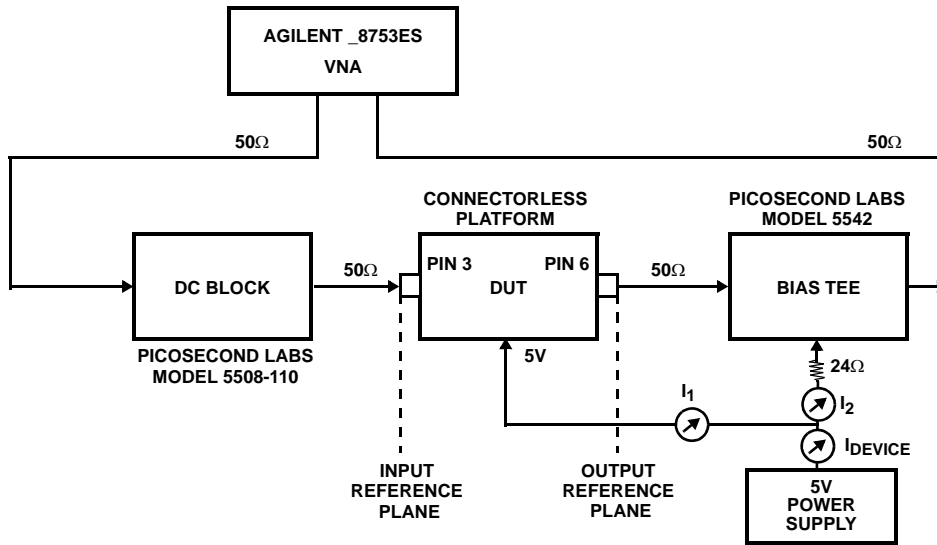 AGILENT _8753ES
VNA
50Ω
50Ω
CONNECTORLESS
PLATFORM
PICOSECOND LABS
MODEL 5542
DC BLOCK
50Ω
PIN 3
PIN 6
DUT
50Ω
BIAS TEE
PICOSECOND LABS
MODEL 5508-110
5V
24Ω
I1
I2
IDEVICE
INPUT
REFERENCE
PLANE
OUTPUT
REFERENCE
PLANE
5V
POWER
SUPPLY